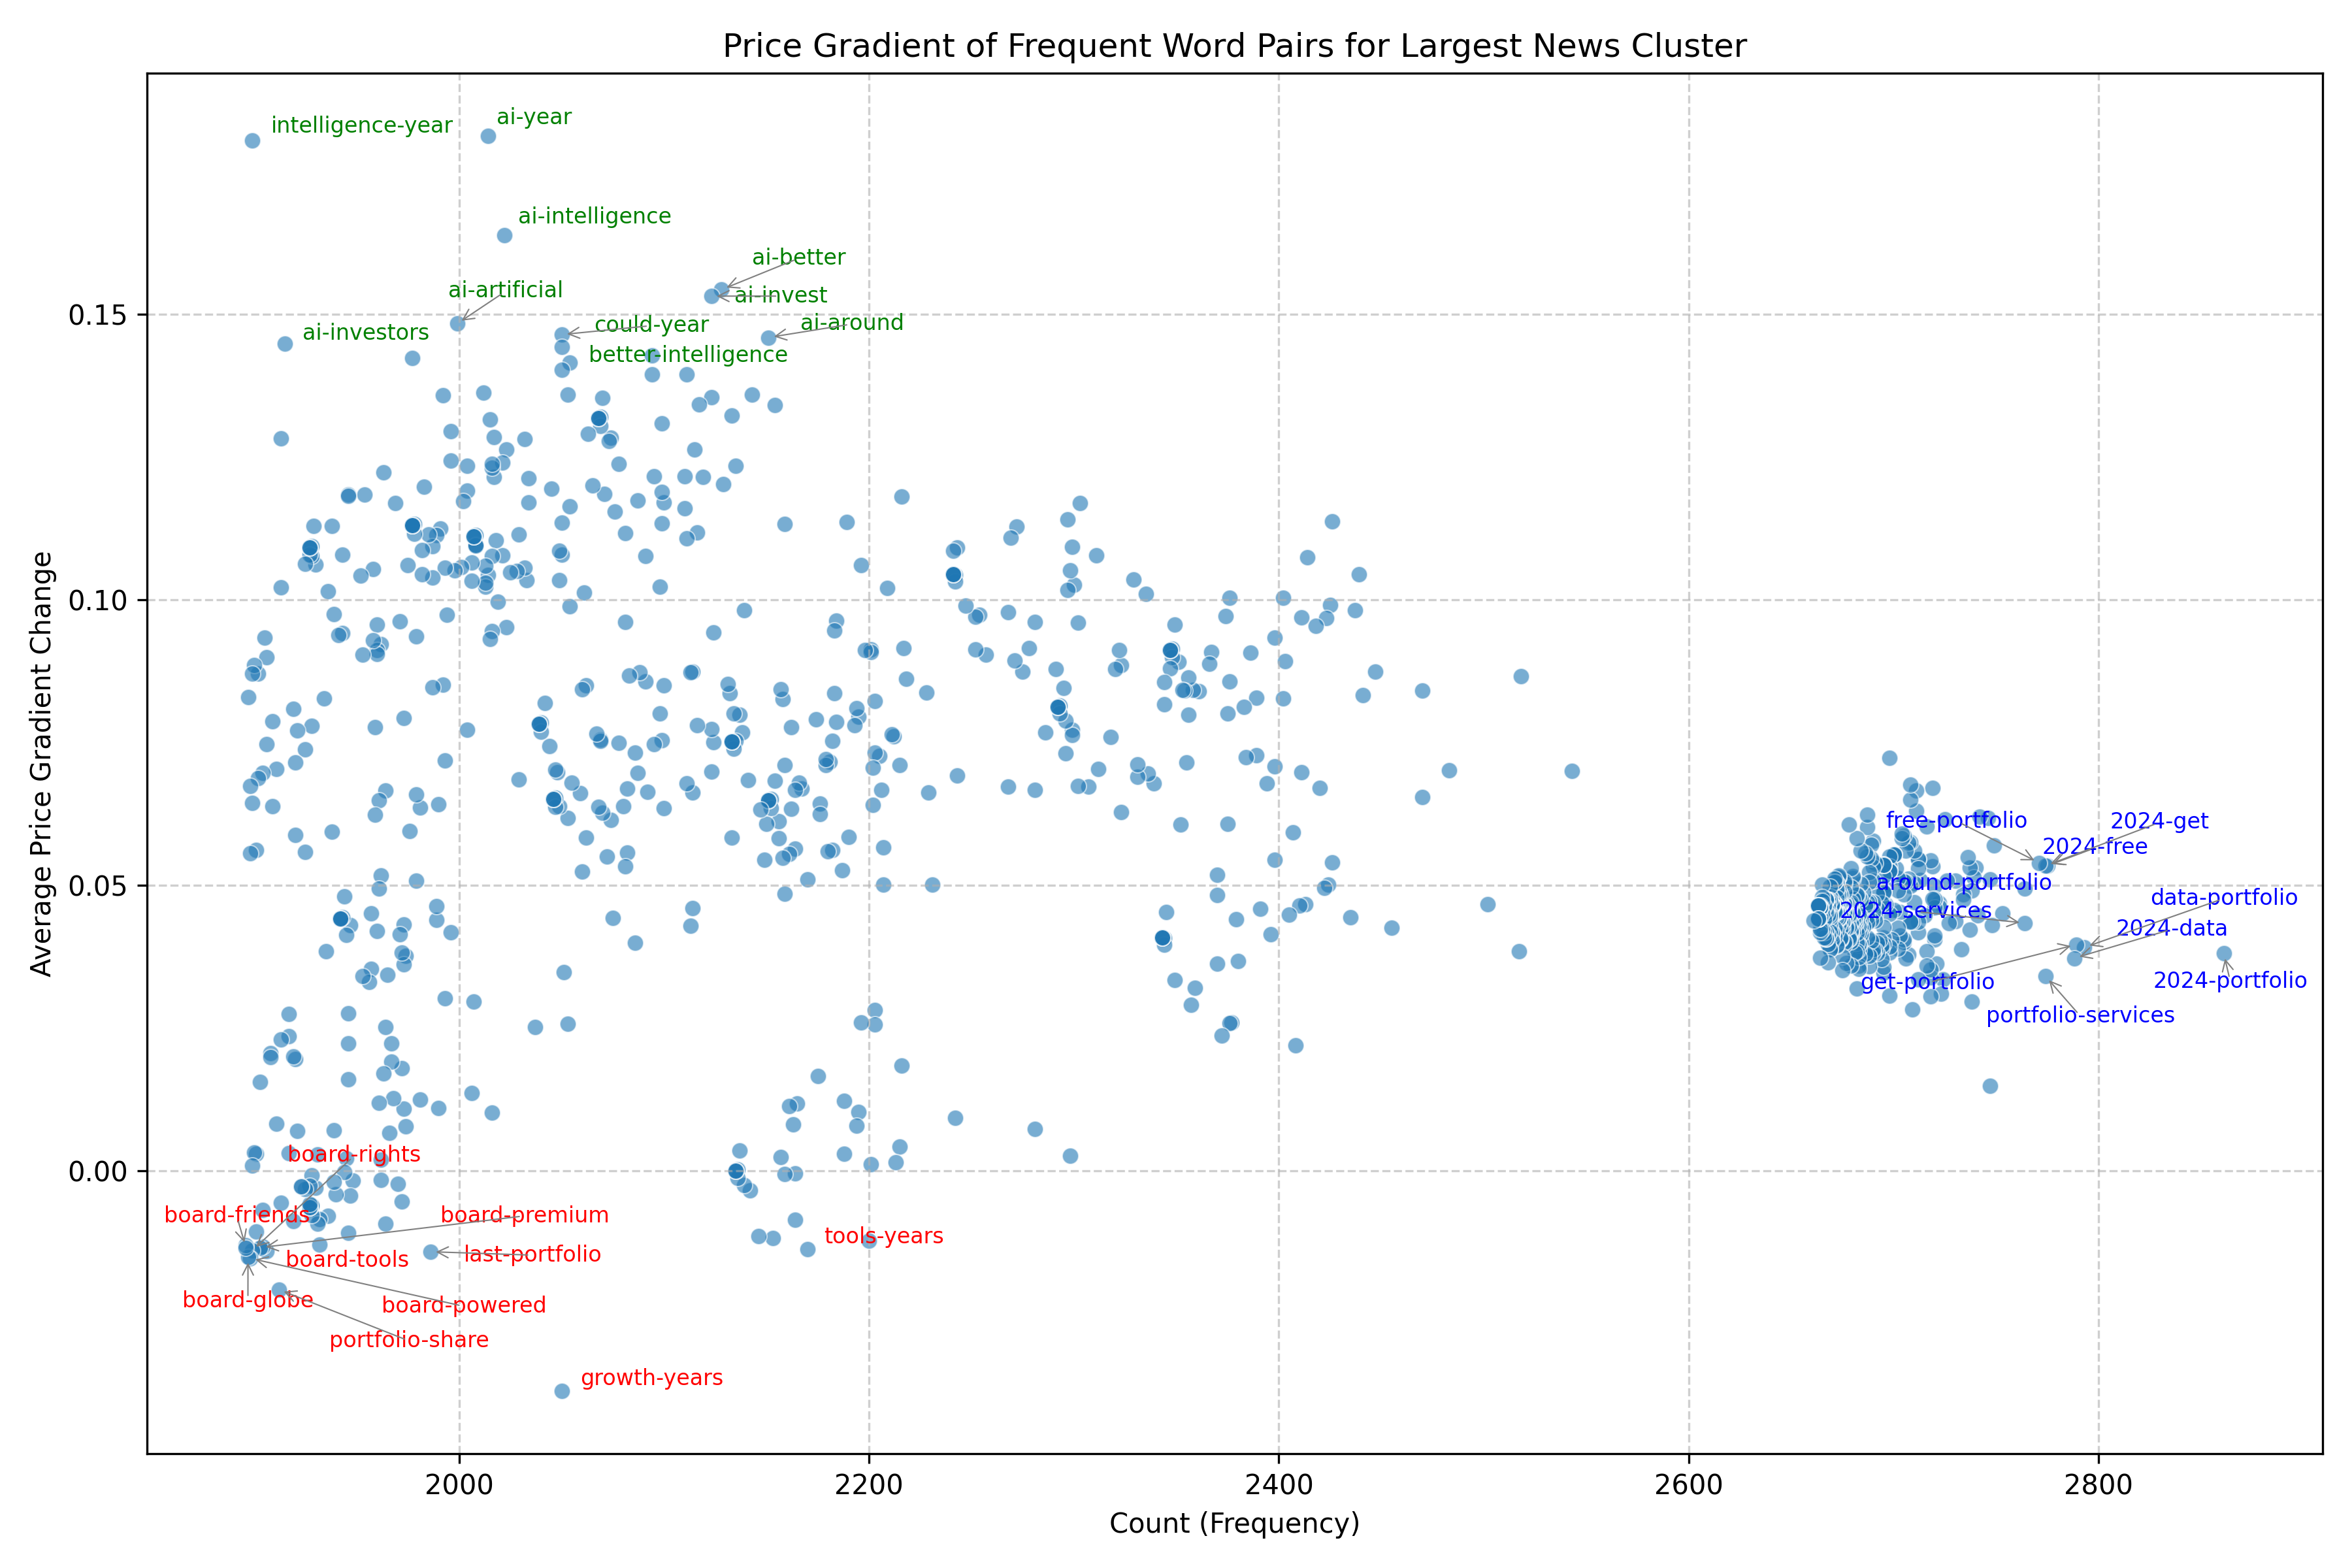 Price Gradient of Frequent Word Pairs for Largest News Cluster
intelligence-year
ai-year
ai-intelligence
ai-better
ai-artificial
ai-invest
ai-investors
could-year
ai-around
better-intelligence
0.15
0.10
0.05
0.00
Average Price Gradient Change
free-portfolio
2024-get
2024-free
around-portfolio
data-portfolio
2024-services
2024-data
get-portfolio
2024-portfolio
portfolio-services
board-rights
board-friends
board-premium
tools-years
board-tools
last-portfolio
board-globe
board-powered
portfolio-share
growth-years
2000
2200
2400
2600
2800
Count (Frequency)